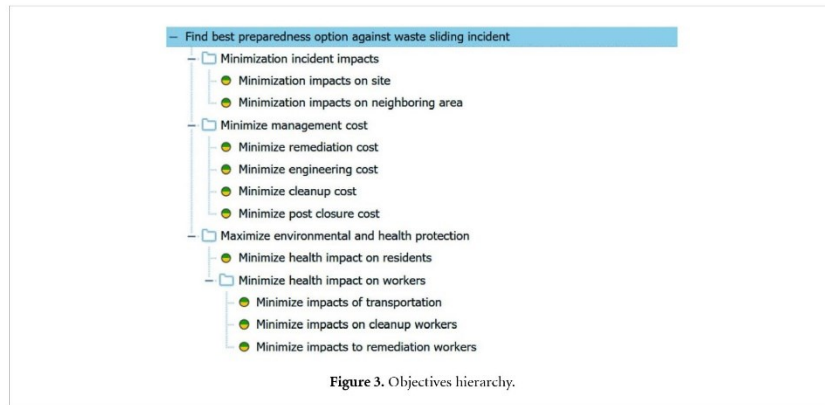 Find best preparedness option against waste sliding incident
Minimization incident impacts
Minimization impacts on site
Minimization impacts on neighboring area
Minimize management cost
Minimize remediation cost
Minimize engineering cost
Minimize cleanup cost
Minimize post closure cost
Maximize environmental and health protection
Minimize health impact on residents
Minimize health impact on workers
Minimize impacts of transportation
Minimize impacts on cleanup workers
Minimize impacts to remediation workers
Figure 3. Objectives hierarchy.